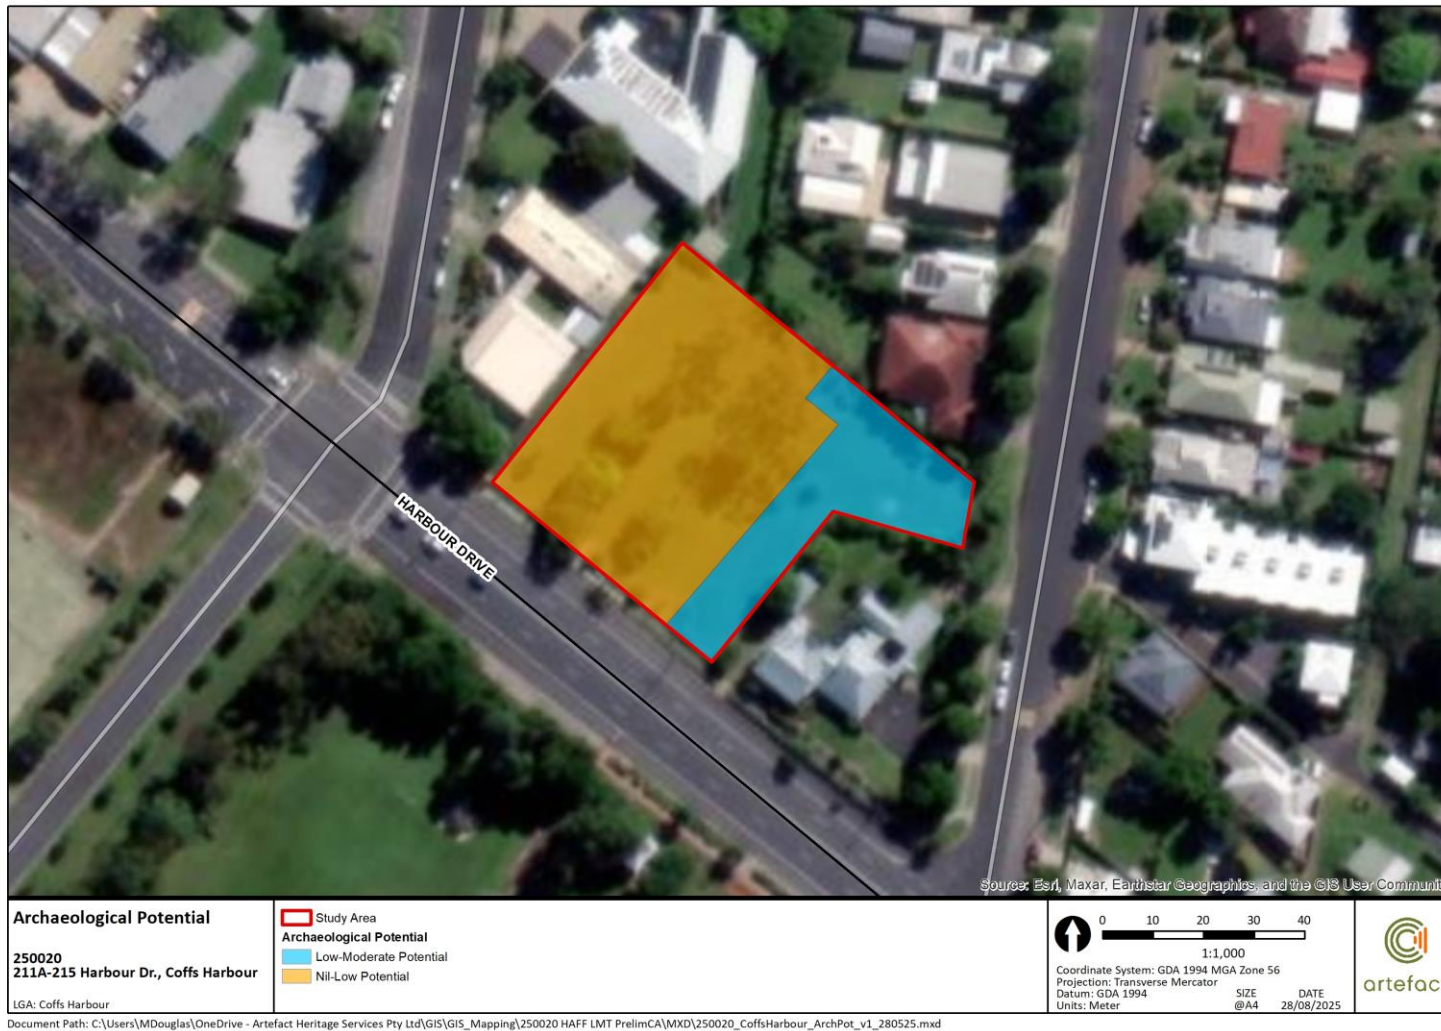 HARBOUR DRIVE
Source: Esri, Maxar, Earthstar Geographics, and the GIS User Communit
Archaeological Potential
250020
211A-215 Harbour Dr., Coffs Harbour
LGA: Coffs Harbour
Study Area
Archaeological Potential
Low-Moderate Potential
Nil-Low Potential
0 10 20 30 40
1:1,000
Coordinate System: GDA 1994 MGA Zone 56
Projection: Transverse Mercator
Datum: GDA 1994
Units: Meter
SIZE
@A4
DATE
28/08/2025
artefac
Document Path: C:\Users\MDouglas\OneDrive - Artefact Heritage Services Pty Ltd\GIS\GIS_Mapping\250020 HAFF LMT PrelimCA\MXD\250020_CoffsHarbour_ArchPot_v1_280525.mxd